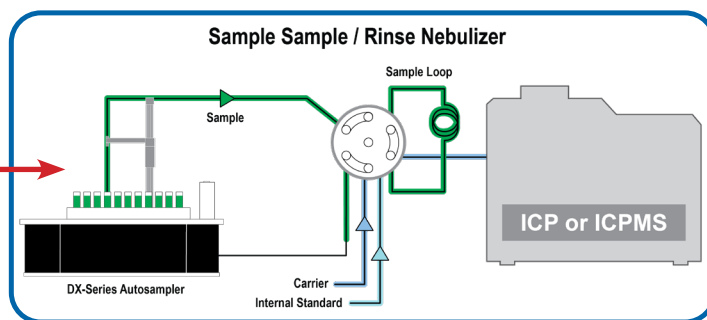 Sample Sample / Rinse Nebulizer
Sample Loop
Sample
ICP or ICPMS
Carrier
DX-Series Autosampler
Internal Standard